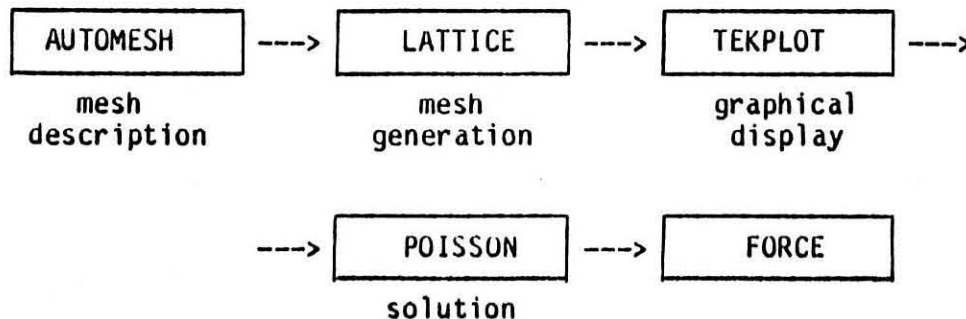 AUTOMESH ---> LATTICE ---> TEKPLOT --->
mesh description
mesh generation
graphical display
---> POISSON ---> FORCE
solution